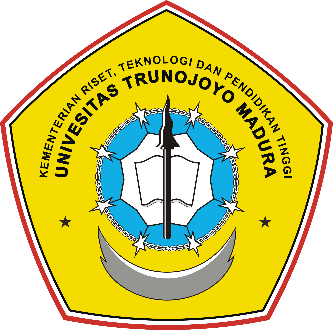 KEMENTERIAN RISET, TEKNOLOGI DAN PENDIDIKAN TINGGI
UNIVESITAS TRUNOJOYO MADURA